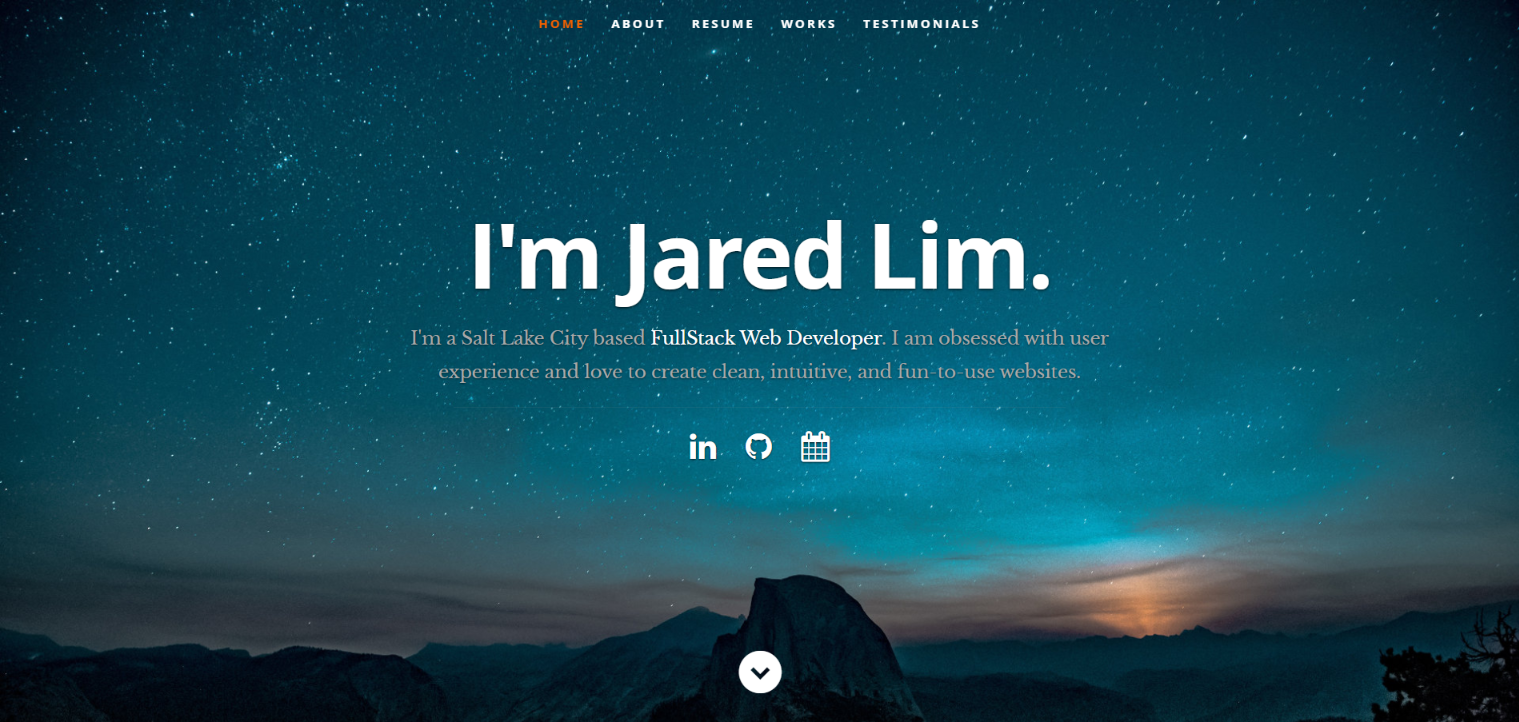 HOME ABOUT RESUME WORKS TESTIMONIALS
I'm Jared Lim.
I'm a Salt Lake City based FullStack Web Developer. I am obsessed with user
experience and love to create clean, intuitive, and fun-to-use websites.
in